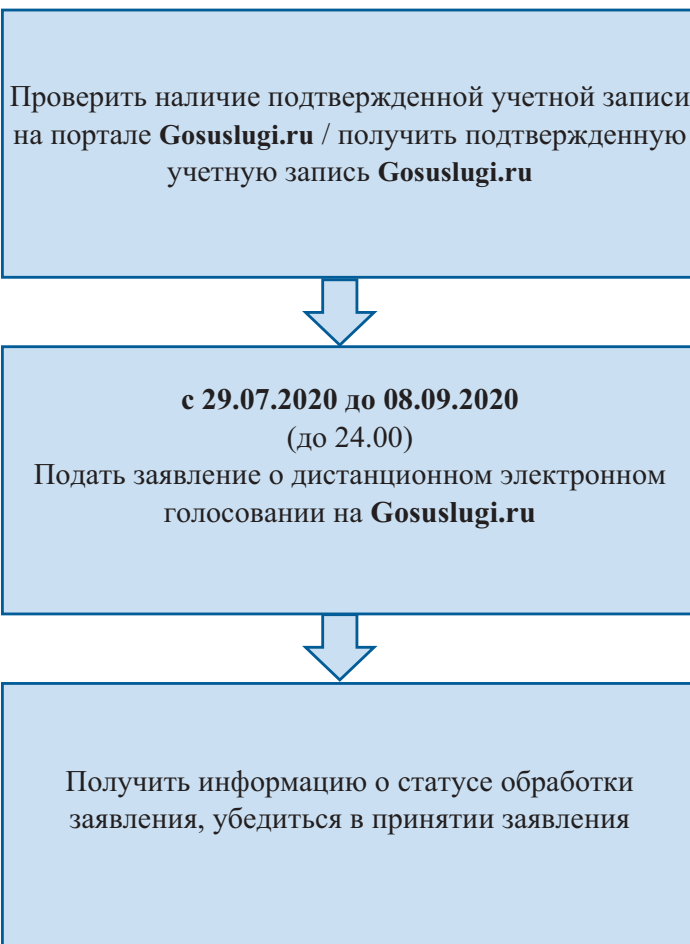 Проверить наличие подтвержденной учетной записи
на портале Gosuslugi.ru / получить подтвержденную
учетную запись Gosuslugi.ru
с 29.07.2020 до 08.09.2020
(до 24.00)
Подать заявление о дистанционном электронном
голосовании на Gosuslugi.ru
Получить информацию о статусе обработки
заявления, убедиться в принятии заявления